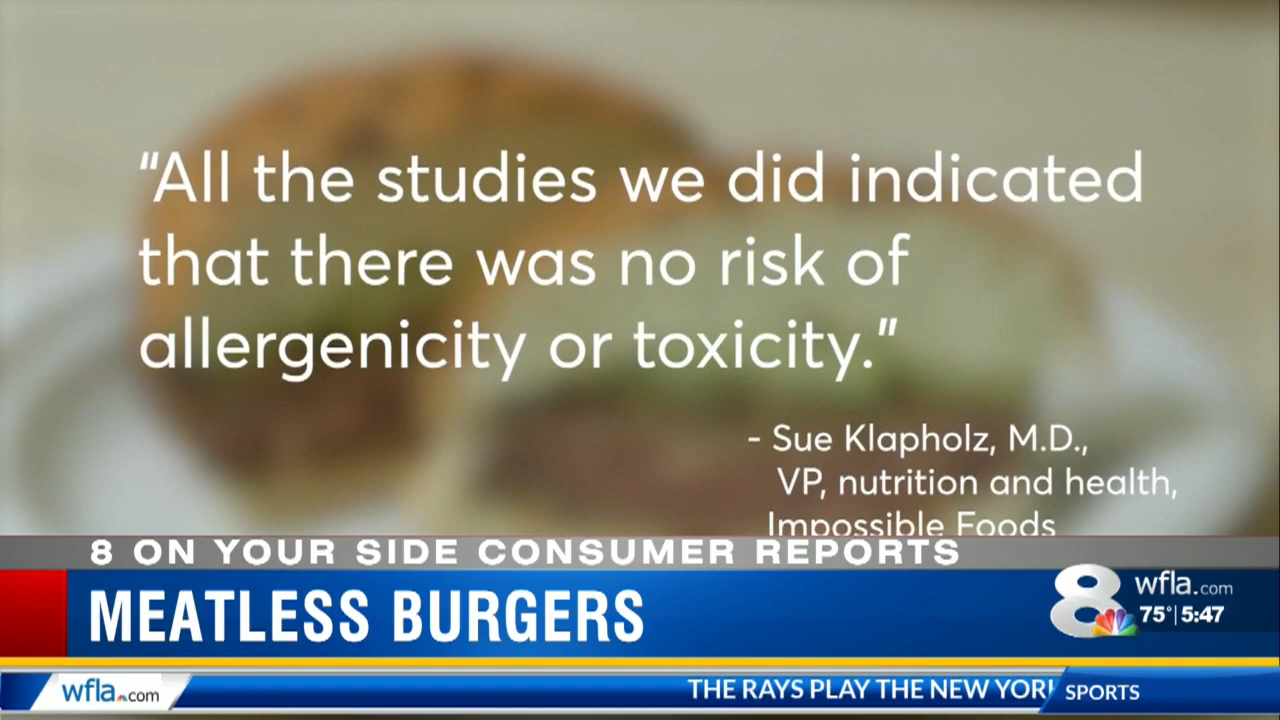 "All the studies we did indicated
that there was no risk of
allergenicity or toxicity."
- Sue Klapholz, M.D.,
VP, nutrition and health,
Impossible Foods
8 ON YOUR SIDE CONSUMER REPORTS
MEATLESS BURGERS
8 wfla.com
75° | 5:47
wfla.com
THE RAYS PLAY THE NEW YORK
SPORTS